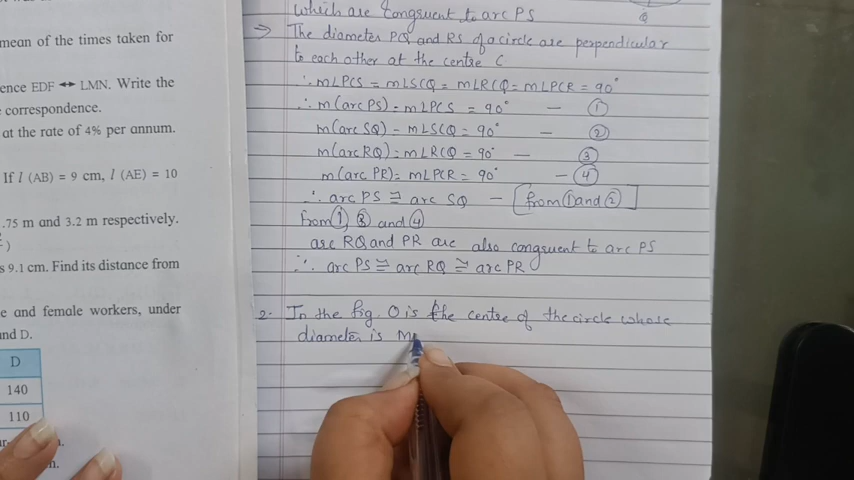 mean of the times taken for
ence EDF ↔ LMN. Write the
correspondence.
at the rate of 4% per annum.
If l (AB) = 9 cm, l (AE) = 10
.75 m and 3.2 m respectively.
)
s 9.1 cm. Find its distance from
e and female workers, under
and D.
D
140
110
n.
which are congruent to arc PS
Q
⇒ The diameter PQ and RS of a circle are perpendicular
to each other at the centre C
∴ m∠PCS = m∠SCQ = m∠RCQ = m∠PCR = 90°
∴ m(arc PS) = m∠PCS = 90° — ①
m(arc SQ) = m∠SCQ = 90° — ②
m(arc RQ) = m∠RCQ = 90° — ③
m(arc PR) = m∠PCR = 90° — ④
∴ arc PS ≅ arc SQ — [from ① and ②]
from ①, ③ and ④
arc RQ and PR are also congruent to arc PS
∴ arc PS ≅ arc RQ ≅ arc PR
2. In the fig. O is the centre of the circle whose
diameter is M